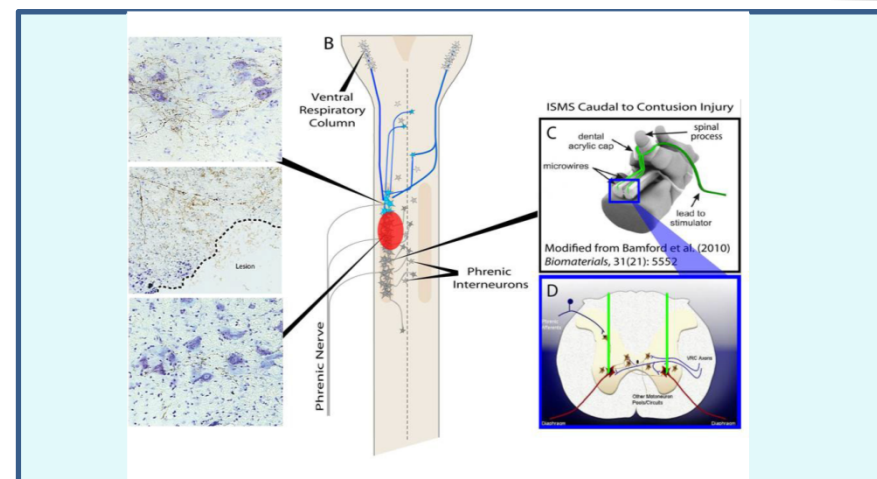 B
Ventral
Respiratory
Column
Lesion
Phrenic Nerve
Phrenic
Interneurons
ISMS Caudal to Contusion Injury
C
spinal
process
dental
acrylic cap
microwires
lead to
stimulator
Modified from Bamford et al. (2010)
Biomaterials, 31(21): 5552
D
Phrenic
Afferents
VRC Axons
Other Motoneuron
Pools/Circuits
Diaphragm
Diaphragm